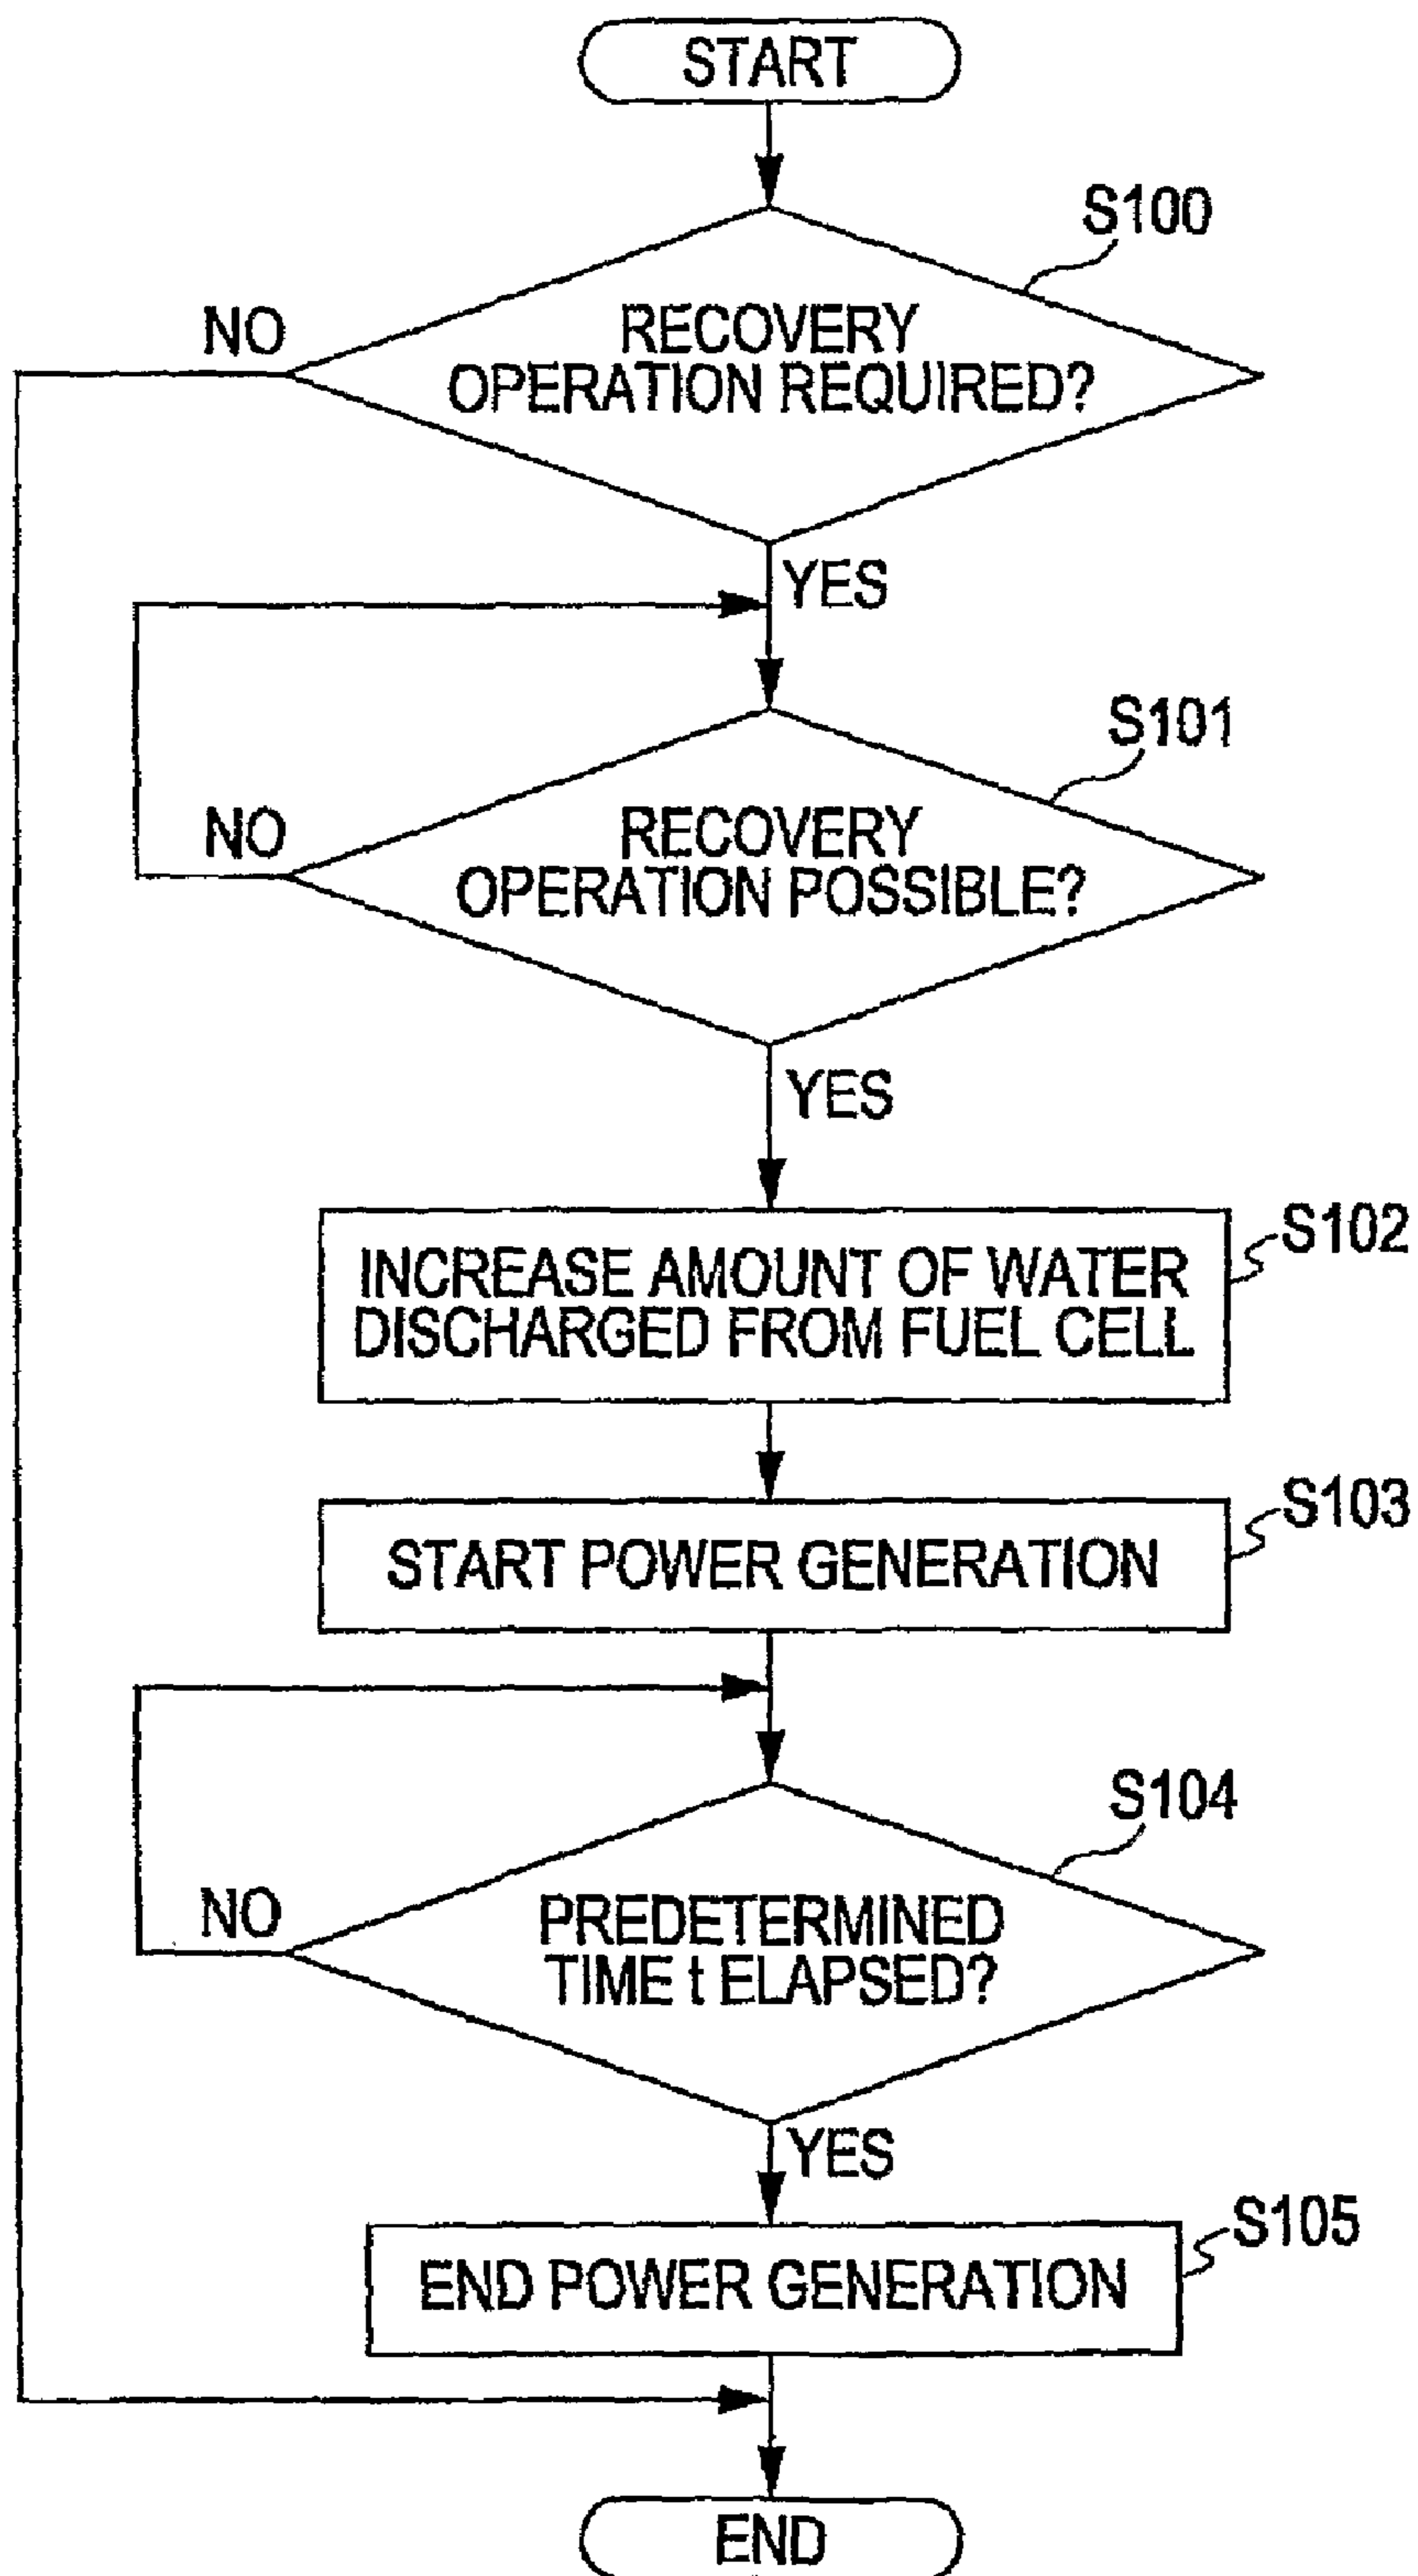 START
S100
NO
RECOVERY
OPERATION REQUIRED?
YES
S101
NO
RECOVERY
OPERATION POSSIBLE?
YES
S102
INCREASE AMOUNT OF WATER
DISCHARGED FROM FUEL CELL
S103
START POWER GENERATION
S104
NO
PREDETERMINED
TIME t ELAPSED?
YES
S105
END POWER GENERATION
END